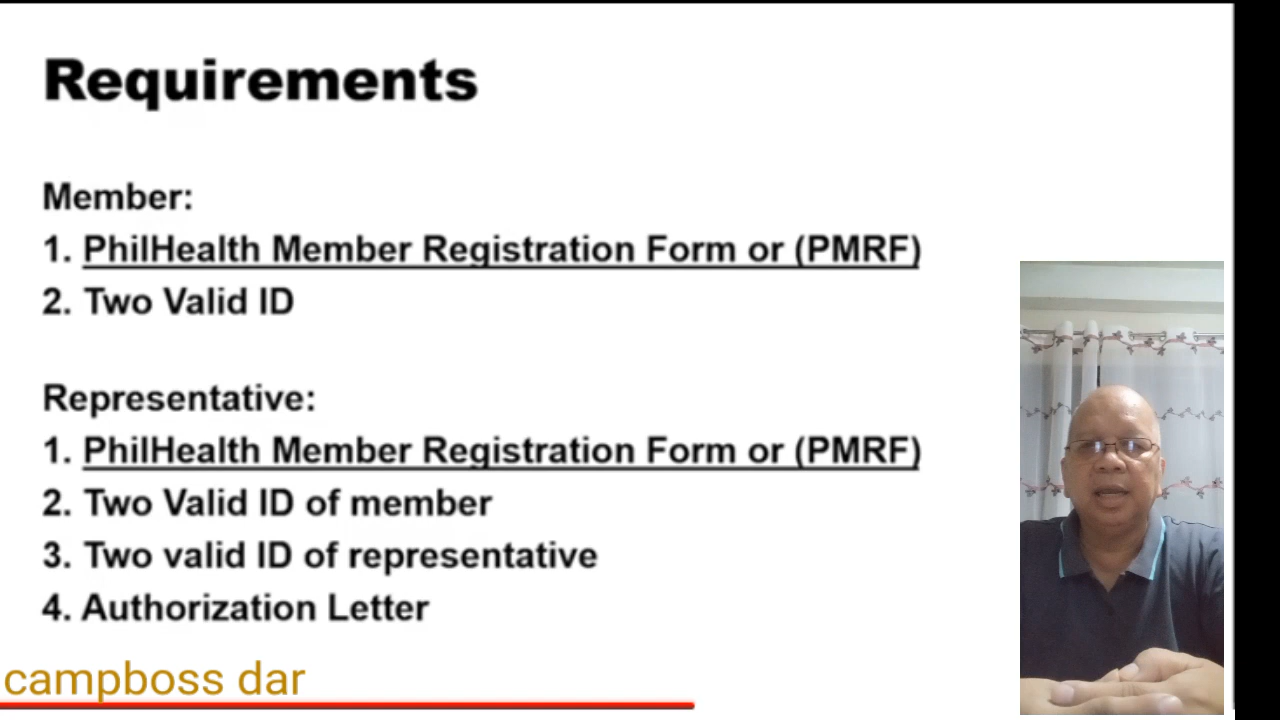 Requirements
Member:
1. PhilHealth Member Registration Form or (PMRF)
2. Two Valid ID
Representative:
1. PhilHealth Member Registration Form or (PMRF)
2. Two Valid ID of member
3. Two valid ID of representative
4. Authorization Letter
campboss dar